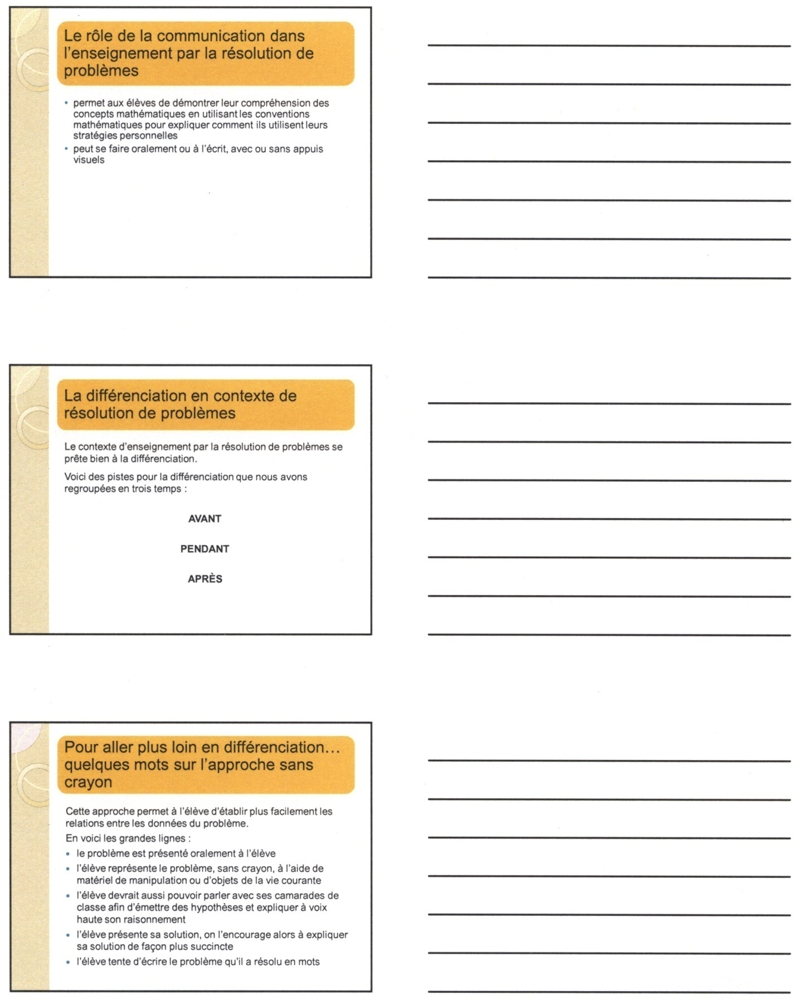 Le rôle de la communication dans
l'enseignement par la résolution de
problèmes
• permet aux élèves de démontrer leur compréhension des
concepts mathématiques en utilisant les conventions
mathématiques pour expliquer comment ils utilisent leurs
stratégies personnelles
• peut se faire oralement ou à l'écrit, avec ou sans appuis
visuels
La différenciation en contexte de
résolution de problèmes
Le contexte d'enseignement par la résolution de problèmes se
prête bien à la différenciation.
Voici des pistes pour la différenciation que nous avons
regroupées en trois temps :
AVANT
PENDANT
APRÈS
Pour aller plus loin en différenciation…
quelques mots sur l'approche sans
crayon
Cette approche permet à l'élève d'établir plus facilement les
relations entre les données du problème.
En voici les grandes lignes :
• le problème est présenté oralement à l'élève
• l'élève représente le problème, sans crayon, à l'aide de
matériel de manipulation ou d'objets de la vie courante
• l'élève devrait aussi pouvoir parler avec ses camarades de
classe afin d'émettre des hypothèses et expliquer à voix
haute son raisonnement
• l'élève présente sa solution, on l'encourage alors à expliquer
sa solution de façon plus succincte
• l'élève tente d'écrire le problème qu'il a résolu en mots